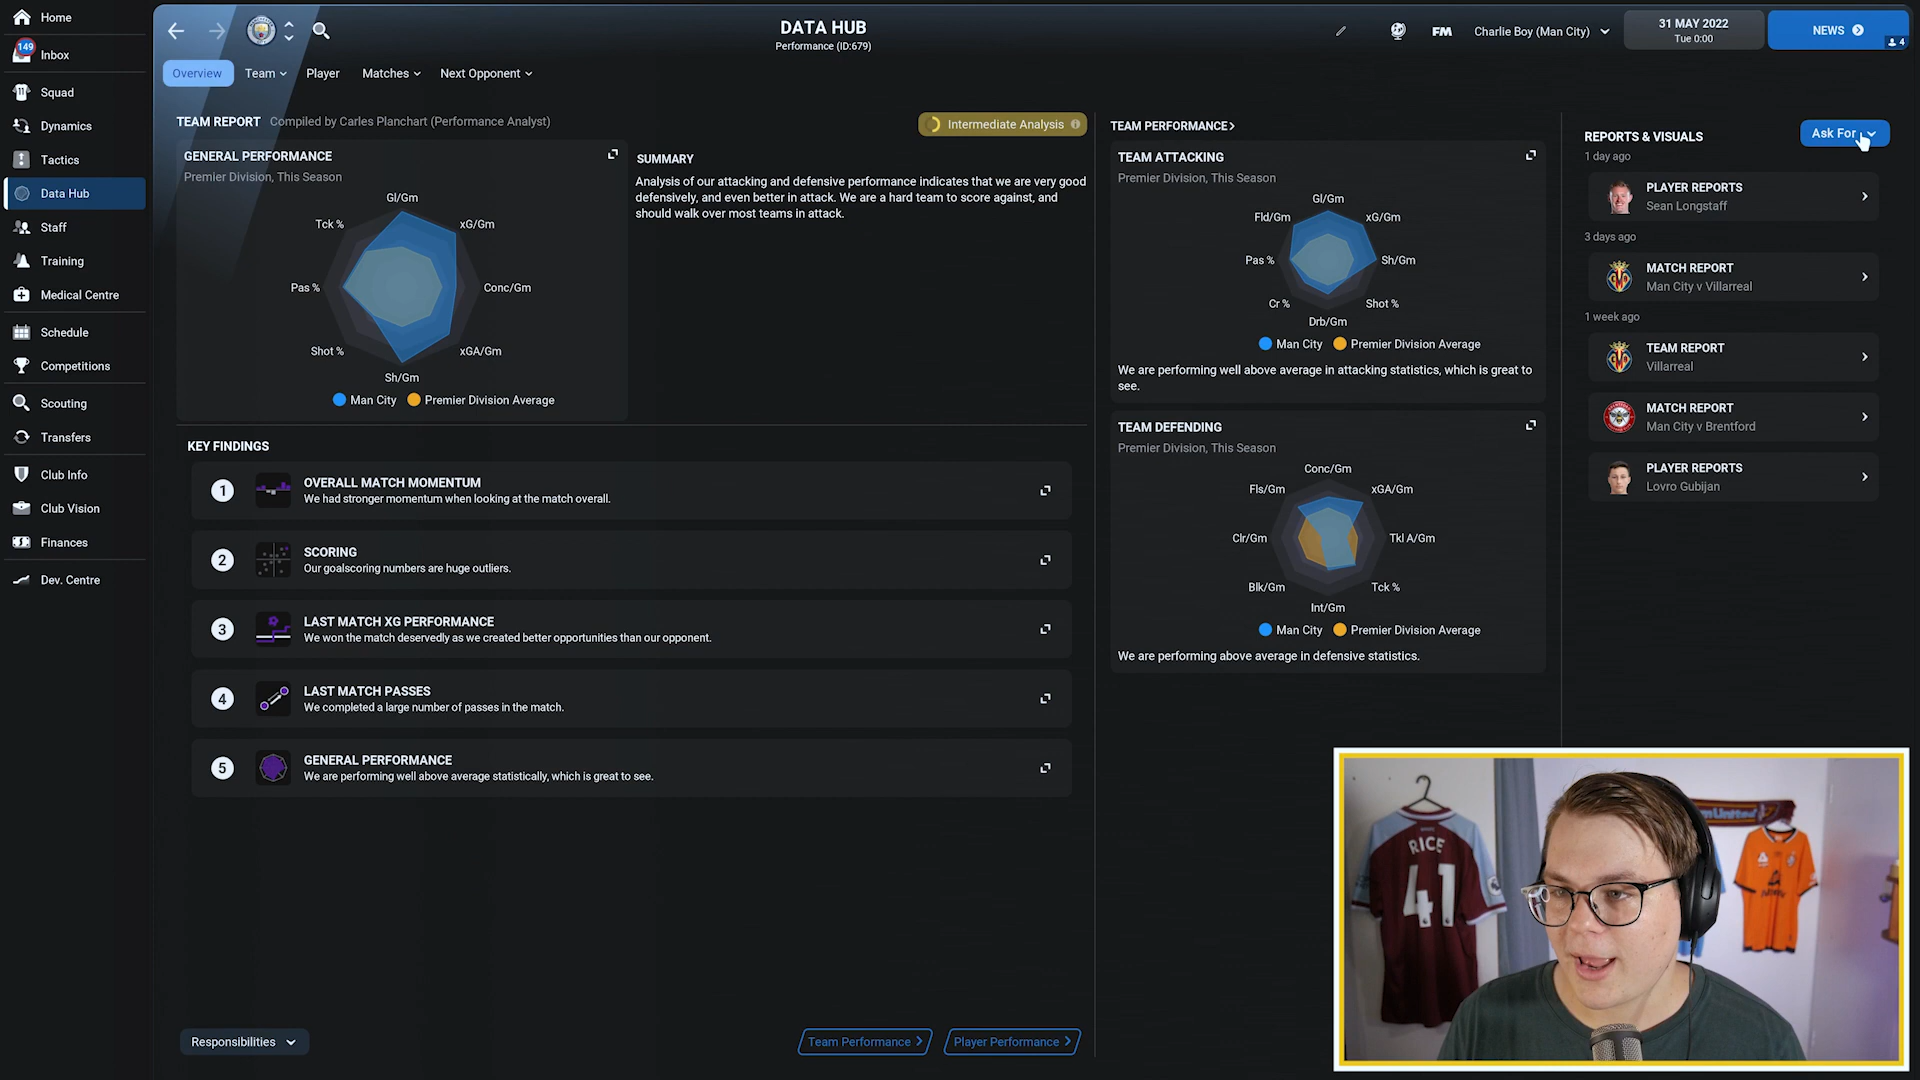 Home
149
Inbox
Squad
Dynamics
Tactics
Data Hub
Staff
Training
Medical Centre
Schedule
Competitions
Scouting
Transfers
Club Info
Club Vision
Finances
Dev. Centre
DATA HUB
Performance (ID:679)
FM
Charlie Boy (Man City)
31 MAY 2022
Tue 0:00
NEWS
4
Overview
Team
Player
Matches
Next Opponent
TEAM REPORT Compiled by Carles Planchart (Performance Analyst)
Intermediate Analysis
GENERAL PERFORMANCE
Premier Division, This Season
Gl/Gm
xG/Gm
Conc/Gm
xGA/Gm
Sh/Gm
Shot %
Pas %
Tck %
Man City
Premier Division Average
SUMMARY
Analysis of our attacking and defensive performance indicates that we are very good
defensively, and even better in attack. We are a hard team to score against, and
should walk over most teams in attack.
KEY FINDINGS
1
OVERALL MATCH MOMENTUM
We had stronger momentum when looking at the match overall.
2
SCORING
Our goalscoring numbers are huge outliers.
3
LAST MATCH XG PERFORMANCE
We won the match deservedly as we created better opportunities than our opponent.
4
LAST MATCH PASSES
We completed a large number of passes in the match.
5
GENERAL PERFORMANCE
We are performing well above average statistically, which is great to see.
Responsibilities
Team Performance
Player Performance
TEAM PERFORMANCE
TEAM ATTACKING
Premier Division, This Season
Gl/Gm
xG/Gm
Sh/Gm
Shot %
Drb/Gm
Cr %
Pas %
Fld/Gm
Man City
Premier Division Average
We are performing well above average in attacking statistics, which is great to
see.
TEAM DEFENDING
Premier Division, This Season
Conc/Gm
xGA/Gm
Tkl A/Gm
Tck %
Int/Gm
Blk/Gm
Clr/Gm
Fls/Gm
Man City
Premier Division Average
We are performing above average in defensive statistics.
REPORTS & VISUALS
Ask For
1 day ago
PLAYER REPORTS
Sean Longstaff
3 days ago
MATCH REPORT
Man City v Villarreal
1 week ago
TEAM REPORT
Villarreal
MATCH REPORT
Man City v Brentford
PLAYER REPORTS
Lovro Gubijan
RICE
41
United